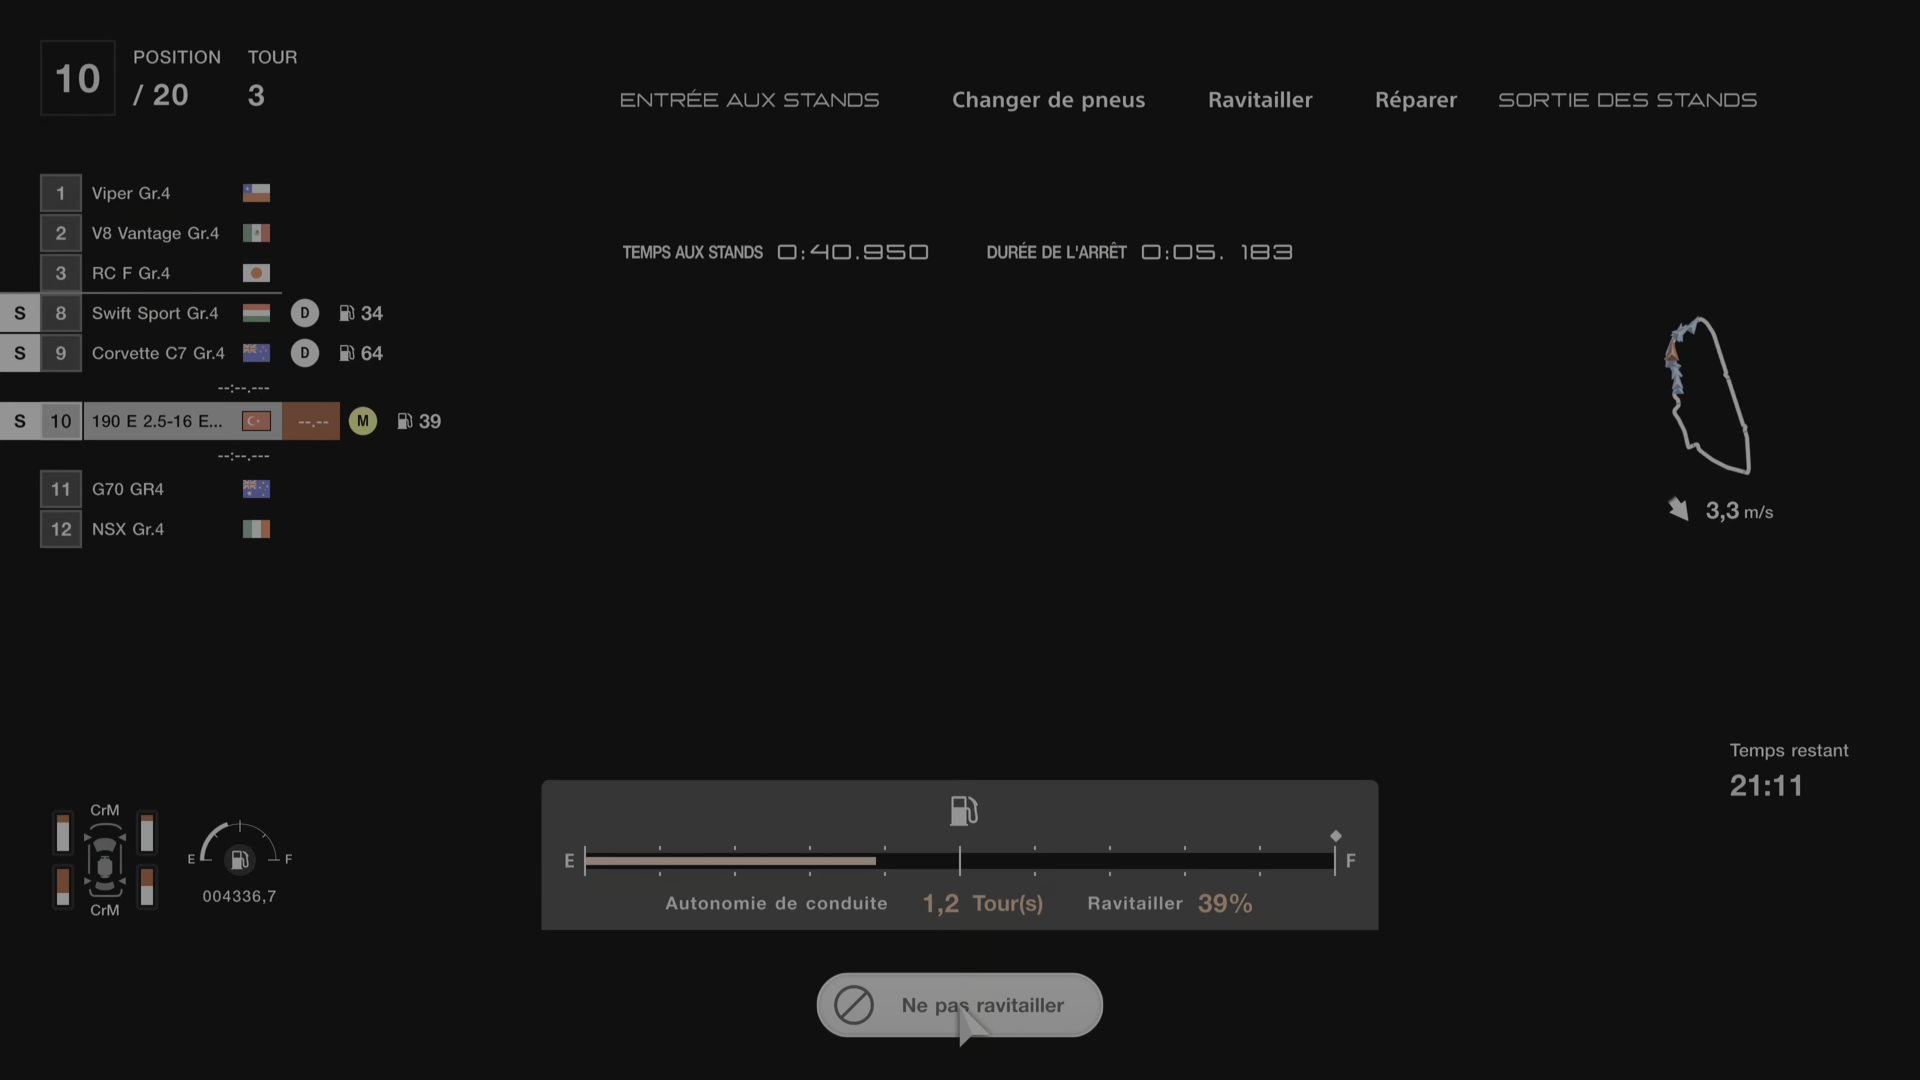 10
POSITION
/ 20
TOUR
3
ENTRÉE AUX STANDS
Changer de pneus
Ravitailler
Réparer
SORTIE DES STANDS
TEMPS AUX STANDS 0:40.950
DURÉE DE L'ARRÊT 0:05. 183
1 Viper Gr.4
2 V8 Vantage Gr.4
3 RC F Gr.4
S 8 Swift Sport Gr.4 D 34
S 9 Corvette C7 Gr.4 D 64
--:--.---
S 10 190 E 2.5-16 E... --.-- M 39
--:--.---
11 G70 GR4
12 NSX Gr.4
3,3 m/s
Temps restant
21:11
CrM
CrM
E F
004336,7
E F
Autonomie de conduite 1,2 Tour(s) Ravitailler 39%
Ne pas ravitailler